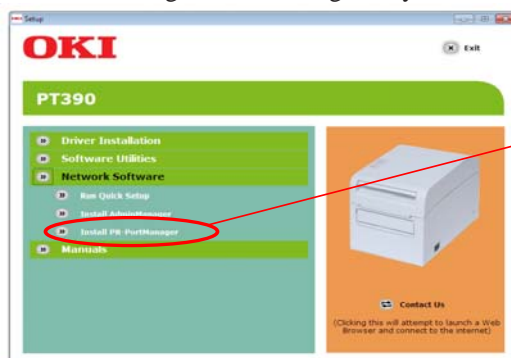 Setup
OKI
Exit
PT390
Driver Installation
Software Utilities
Network Software
Run Quick Setup
Install AdminManager
Install PR-PortManager
Manuals
Contact Us
(Clicking this will attempt to launch a Web
Browser and connect to the internet)